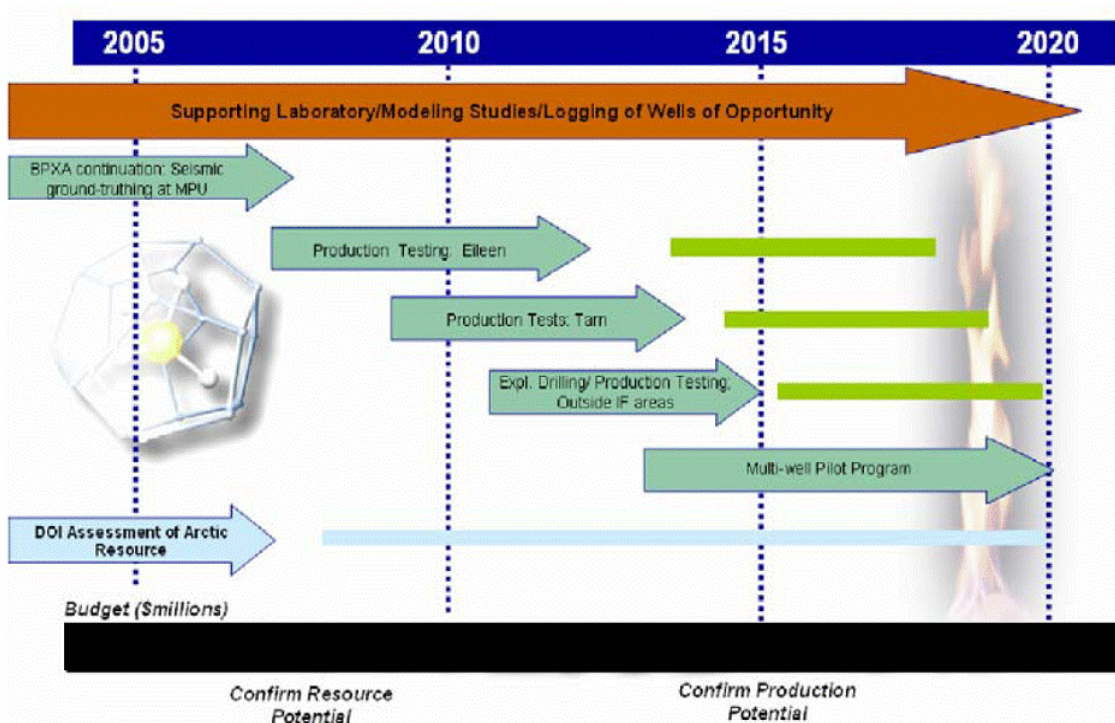 2005 2010 2015 2020
Supporting Laboratory/Modeling Studies/Logging of Wells of Opportunity
BPXA continuation: Seismic
ground-truthing at MPU
Production Testing: Eileen
Production Tests: Tarn
Expl. Drilling/ Production Testing;
Outside IF areas
Multi-well Pilot Program
DOI Assessment of Arctic
Resource
Budget ($millions)
Confirm Resource
Potential
Confirm Production
Potential